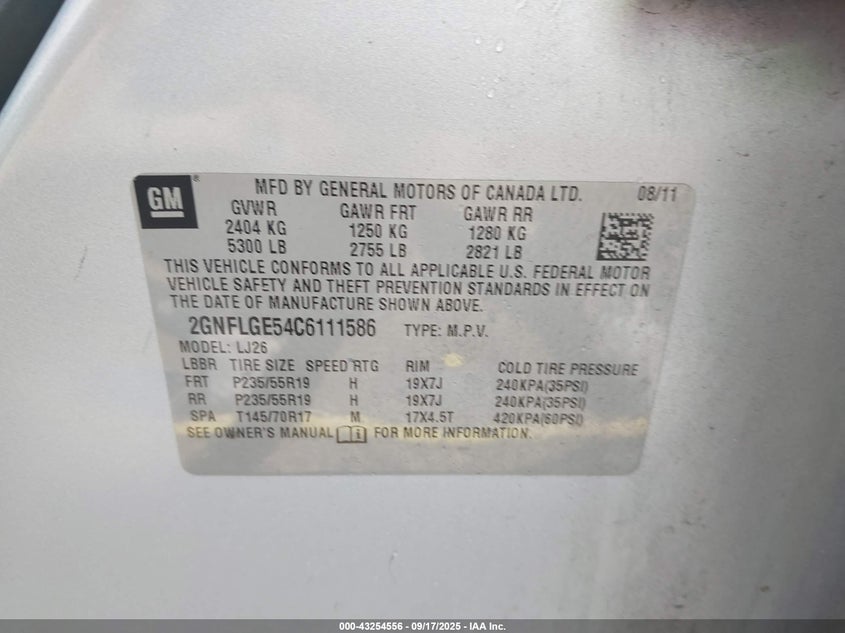 GM® MFD BY GENERAL MOTORS OF CANADA LTD. 08/11
GVWR GAWR FRT GAWR RR
2404 KG 1250 KG 1280 KG
5300 LB 2755 LB 2821 LB
THIS VEHICLE CONFORMS TO ALL APPLICABLE U.S. FEDERAL MOTOR
VEHICLE SAFETY AND THEFT PREVENTION STANDARDS IN EFFECT ON
THE DATE OF MANUFACTURE SHOWN ABOVE.
2GNFLGE54C6111586 TYPE: M.P.V.
MODEL: LJ26
LBBR TIRE SIZE SPEED RTG RIM COLD TIRE PRESSURE
FRT P235/55R19 H 19X7J 240KPA(35PSI)
RR P235/55R19 H 19X7J 240KPA(35PSI)
SPA T145/70R17 M 17X4.5T 420KPA(60PSI)
SEE OWNER'S MANUAL FOR MORE INFORMATION.
000-43254556 - 09/17/2025 - IAA Inc.